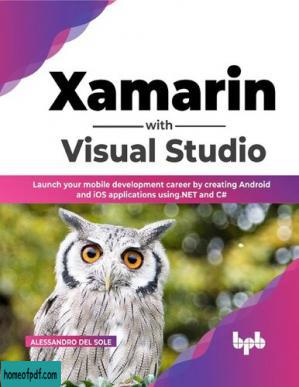 Xamarin
with
Visual Studio
Launch your mobile development career by creating Android
and iOS applications using.NET and C#
ALESSANDRO DEL SOLE
bpb
homeofpdf.com